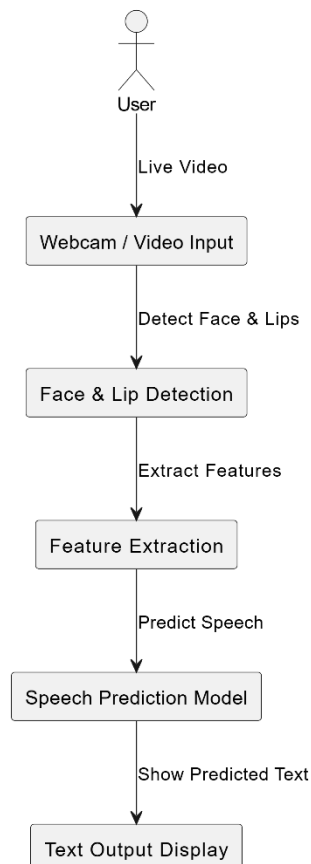 User
Live Video
Webcam / Video Input
Detect Face & Lips
Face & Lip Detection
Extract Features
Feature Extraction
Predict Speech
Speech Prediction Model
Show Predicted Text
Text Output Display